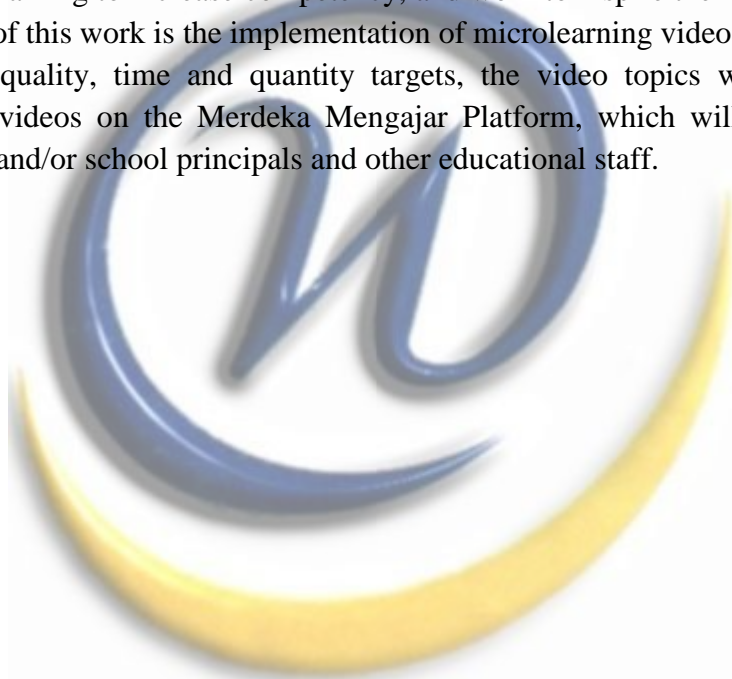 of this work is the implementation of microlearning video
quality, time and quantity targets, the video topics w
videos on the Merdeka Mengajar Platform, which will
and/or school principals and other educational staff.